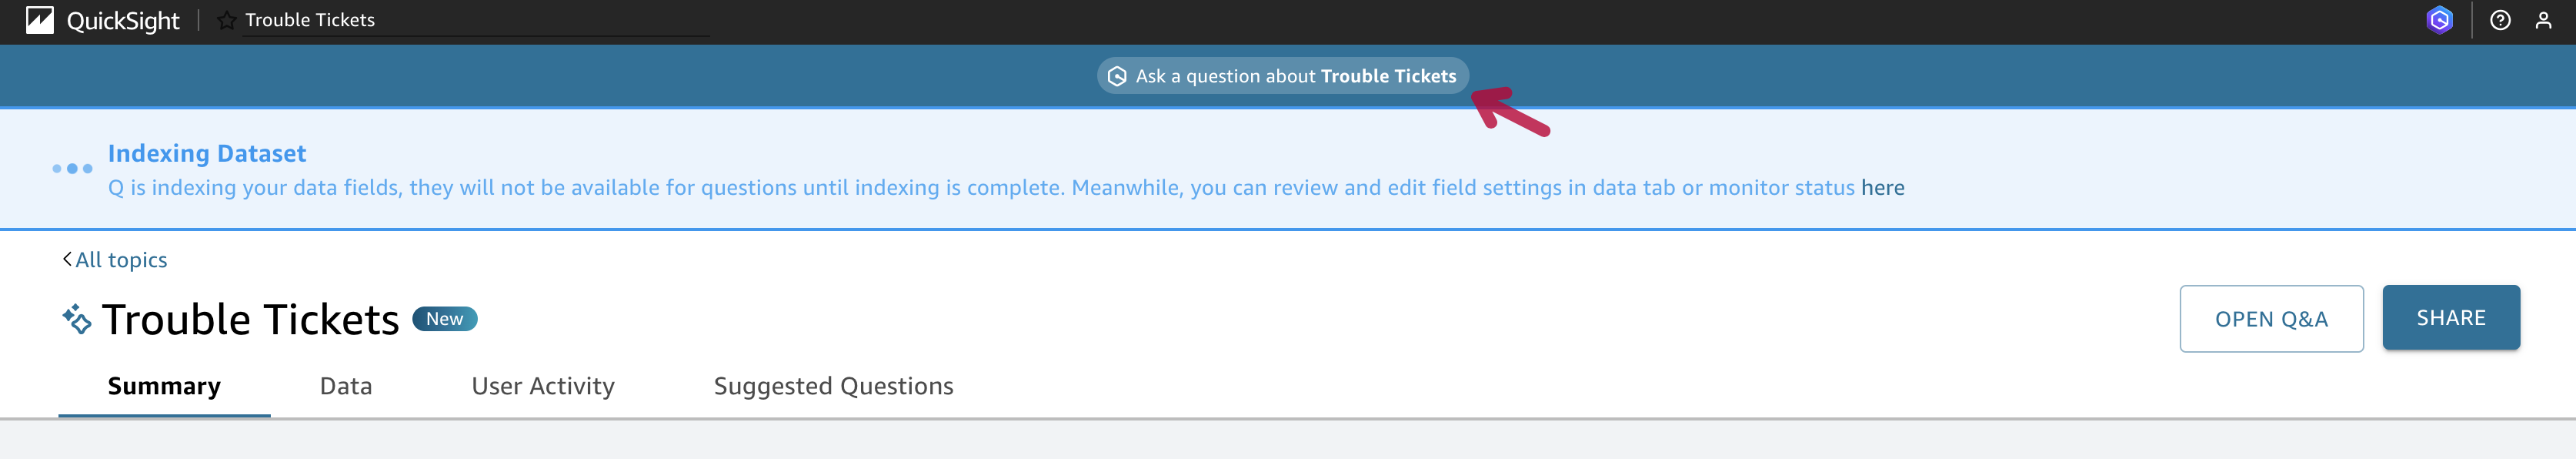 QuickSight
Trouble Tickets
Ask a question about Trouble Tickets
Indexing Dataset
Q is indexing your data fields, they will not be available for questions until indexing is complete. Meanwhile, you can review and edit field settings in data tab or monitor status here
All topics
Trouble Tickets
New
OPEN Q&A
SHARE
Summary
Data
User Activity
Suggested Questions